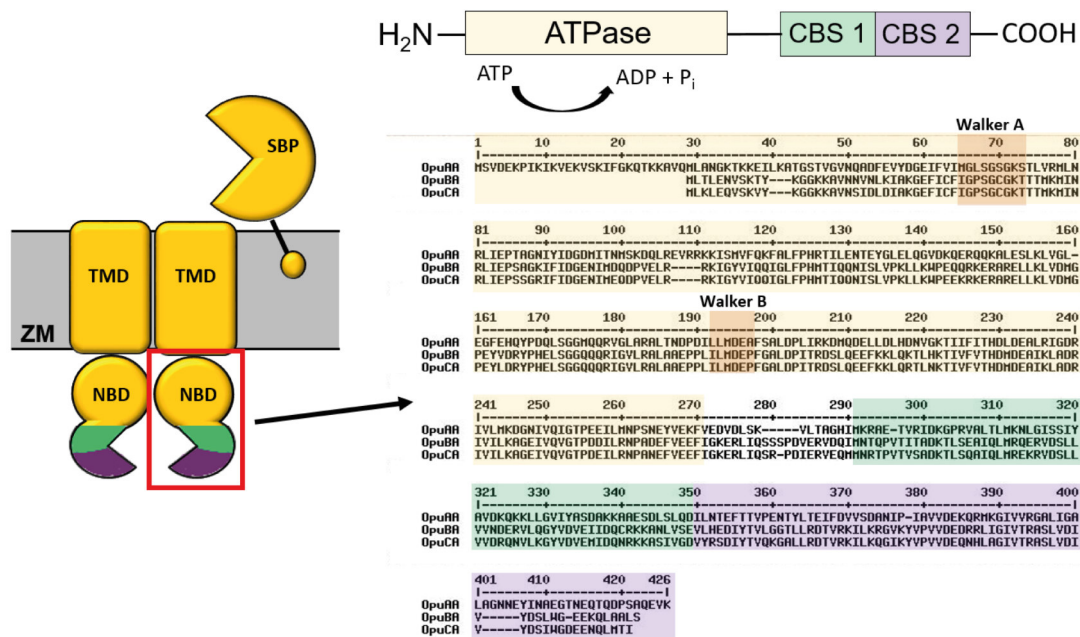 H₂N
ATPase
CBS 1
CBS 2
COOH
ATP
ADP + Pᵢ
SBP
TMD
TMD
ZM
NBD
NBD
Walker A
1 10 20 30 40 50 60 70 80
|--------+---------+---------+---------+---------+---------+---------+---------|
OpuAA MSVDEKPIKIKVEKVSKIFGKQTKKAVQMLANGKTKKEILKATGSTVGVNQADFEVYDGEIFVIMGLSGSGKSTLVRMLN
OpuBA MLTLENVSKTY---KGGKKAVNNVNLKIAKGEFICFIGPSGCGKTTTMKMIN
OpuCA MLKLEQVSKVY---KGGKKAVNSIDLDIAKGEFICFIGPSGCGKTTTMKMIN
81 90 100 110 120 130 140 150 160
|--------+---------+---------+---------+---------+---------+---------+---------|
OpuAA RLIEPTAGNIYIDGDMITNMSKDQLREVRRKKISMVFQKFALFPHRTILENTEYGLELQGVDKQERQQKALESLKLVGL-
OpuBA RLIEPSAGKIFIDGENIMDQDPVELR----RKIGYVIQQIGLFPHMTIQQNISLVPKLLKWPEQQRKERARELLKLVDMG
OpuCA RLIEPSSGRIFIDGENIMEQDPVELR----RKIGYVIQQIGLFPHMTIQQNISLVPKLLKWPEEKRKERARELLKLVDMG
Walker B
161 170 180 190 200 210 220 230 240
|--------+---------+---------+---------+---------+---------+---------+---------|
OpuAA EGFEHQYPDQLSGGMQQRVGLARALTNDPDILLMDEAFSALDPLIRKDMQDELLDLHDNVGKTIIFITHDLDEALRIGDR
OpuBA PEYVDRYPHELSGGQQQRIGVLRALAAEPPLILMDEPFGALDPITRDSLQEEFKKLQKTLHKTIVFVTHDMDEAIKLADR
OpuCA PEYLDRYPHELSGGQQQRIGVLRALAAEPPLILMDEPFGALDPITRDSLQEEFKKLQRTLNKTIVFVTHDMDEAIKLADR
241 250 260 270 280 290 300 310 320
|--------+---------+---------+---------+---------+---------+---------+---------|
OpuAA IVLMKDGNIVQIGTPEEILMNPSNEYVEKFVEDVDLSK-----VLTAGHIMKRAE-TVRIDKGPRVALTLMKNLGISSIY
OpuBA IVILKAGEIVQVGTPDDILRNPADEFVEEFIGKERLIQSSSPDVERVDQIMNTQPVTITADKTLSEAIQLMRQERVDSLL
OpuCA IVILKAGEIVQVGTPDEILRNPANEFVEEFIGKERLIQSR-PDIERVEQMMNRTPVTVSADKTLSQAIQLMREKRVDSLL
321 330 340 350 360 370 380 390 400
|--------+---------+---------+---------+---------+---------+---------+---------|
OpuAA AVDKQKKLLGVIYASDAKKAAESDLSLQDILNTEFTTVPENTYLTEIFDVVSDANIP-IAVVDEKQRMKGIVVRGALIGA
OpuBA VVNDERVLQGYVDVEIIDQCRKKANLVSEVLHEDIYTVLGGTLLRDTVRKILKRGVKYVPVVDEDRRLIGIVTRASLVDI
OpuCA VVDRQNVLKGYVDVEMIDQNRKKASIVGDVYRSDIYTVQKGALLRDTVRKILKQGIKYVPVVDEQNHLAGIVTRASLVDI
401 410 420 426
|--------+---------+-----|
OpuAA LAGNNEYINAEGTNEQTQDPSAQEVK
OpuBA V-----YDSLWG-EEKQLAALS
OpuCA V-----YDSIWGDEENQLMTI